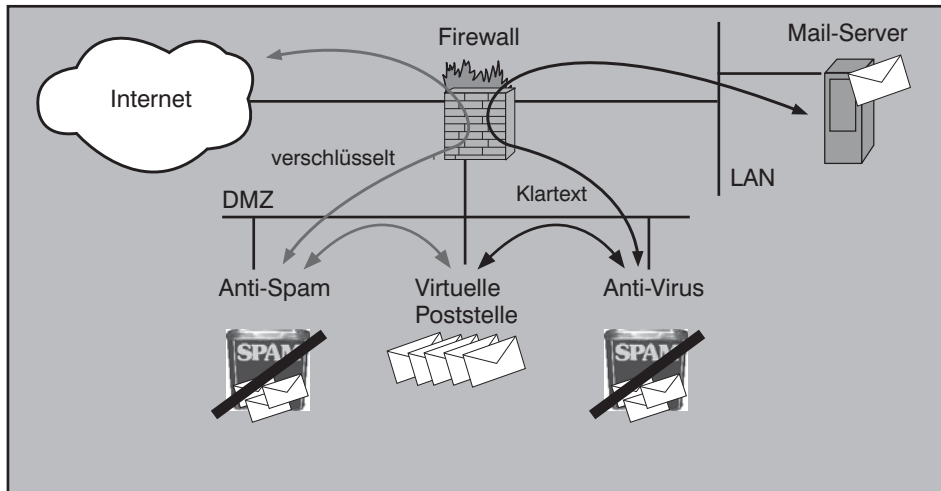 Firewall
Mail-Server
Internet
verschlüsselt
Klartext
LAN
DMZ
Anti-Spam
Virtuelle
Poststelle
Anti-Virus
SPAM
SPAM